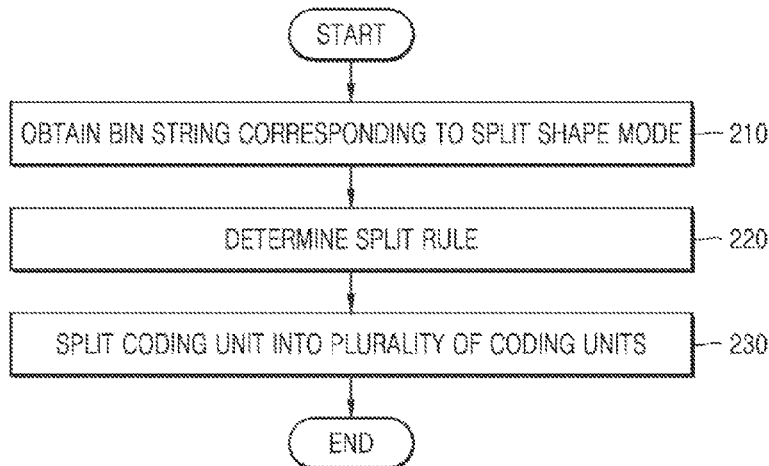 START
OBTAIN BIN STRING CORRESPONDING TO SPLIT SHAPE MODE 210
DETERMINE SPLIT RULE 220
SPLIT CODING UNIT INTO PLURALITY OF CODING UNITS 230
END